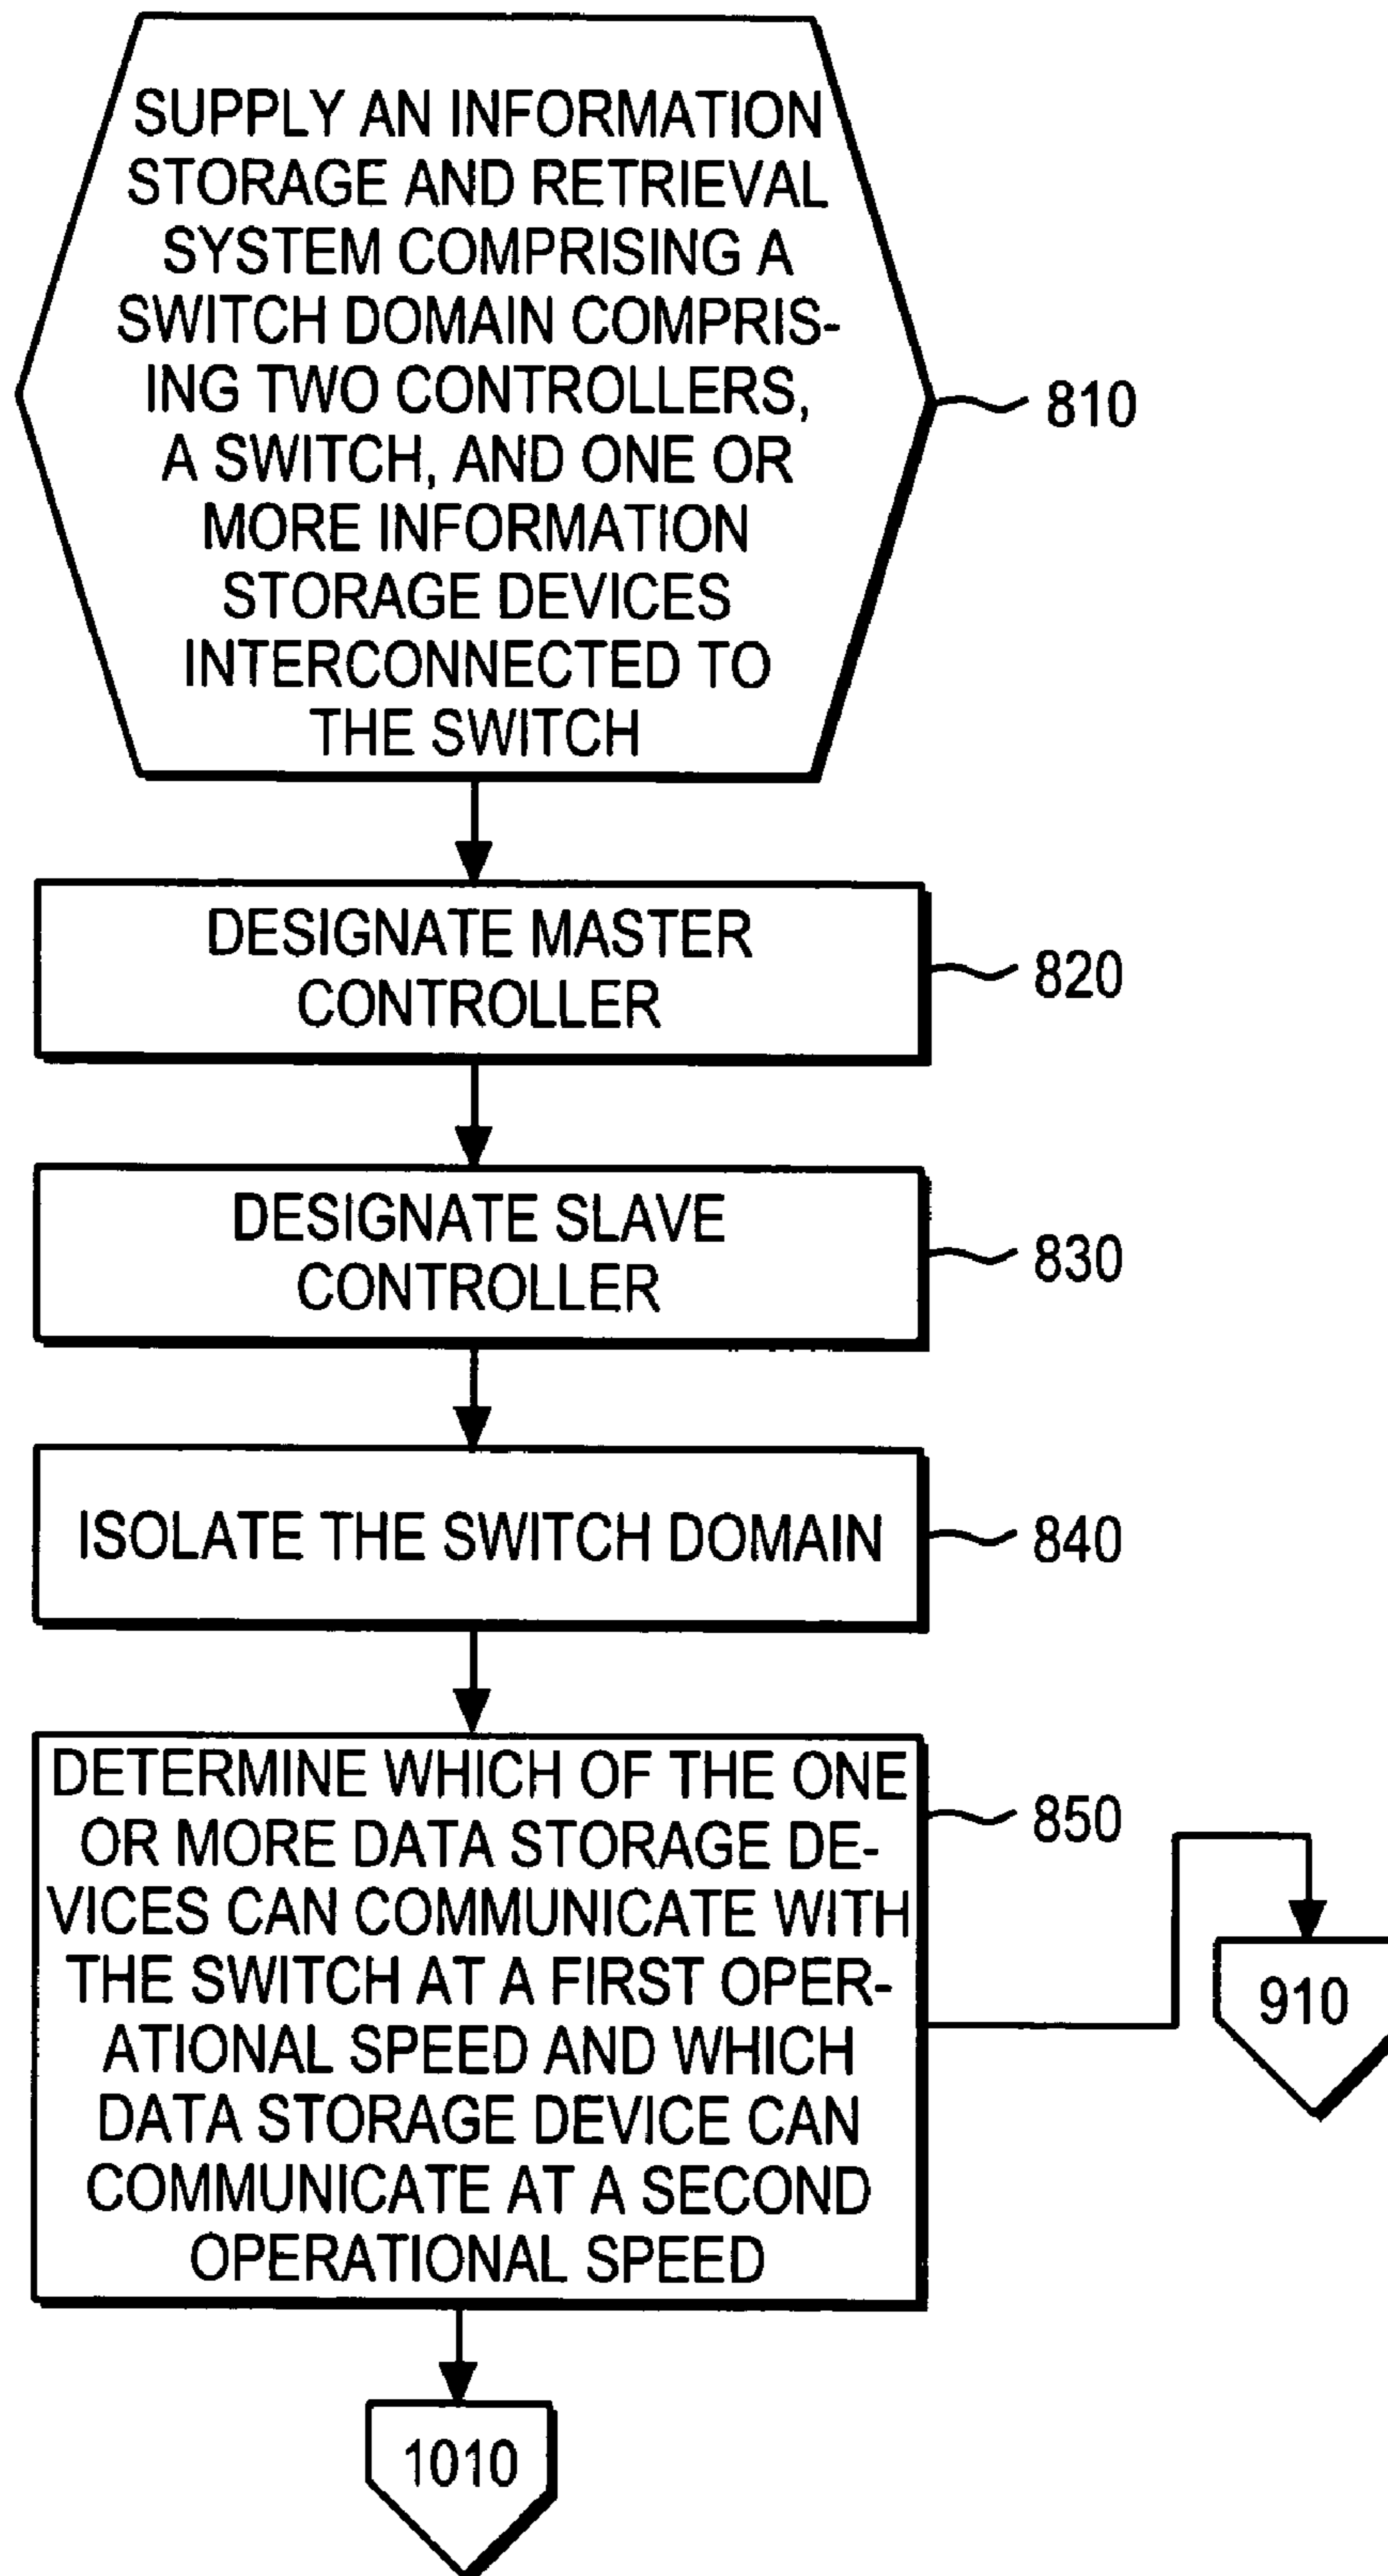 SUPPLY AN INFORMATION
STORAGE AND RETRIEVAL
SYSTEM COMPRISING A
SWITCH DOMAIN COMPRIS-
ING TWO CONTROLLERS,
A SWITCH, AND ONE OR
MORE INFORMATION
STORAGE DEVICES
INTERCONNECTED TO
THE SWITCH
810
DESIGNATE MASTER
CONTROLLER
820
DESIGNATE SLAVE
CONTROLLER
830
ISOLATE THE SWITCH DOMAIN
840
DETERMINE WHICH OF THE ONE
OR MORE DATA STORAGE DE-
VICES CAN COMMUNICATE WITH
THE SWITCH AT A FIRST OPER-
ATIONAL SPEED AND WHICH
DATA STORAGE DEVICE CAN
COMMUNICATE AT A SECOND
OPERATIONAL SPEED
850
910
1010